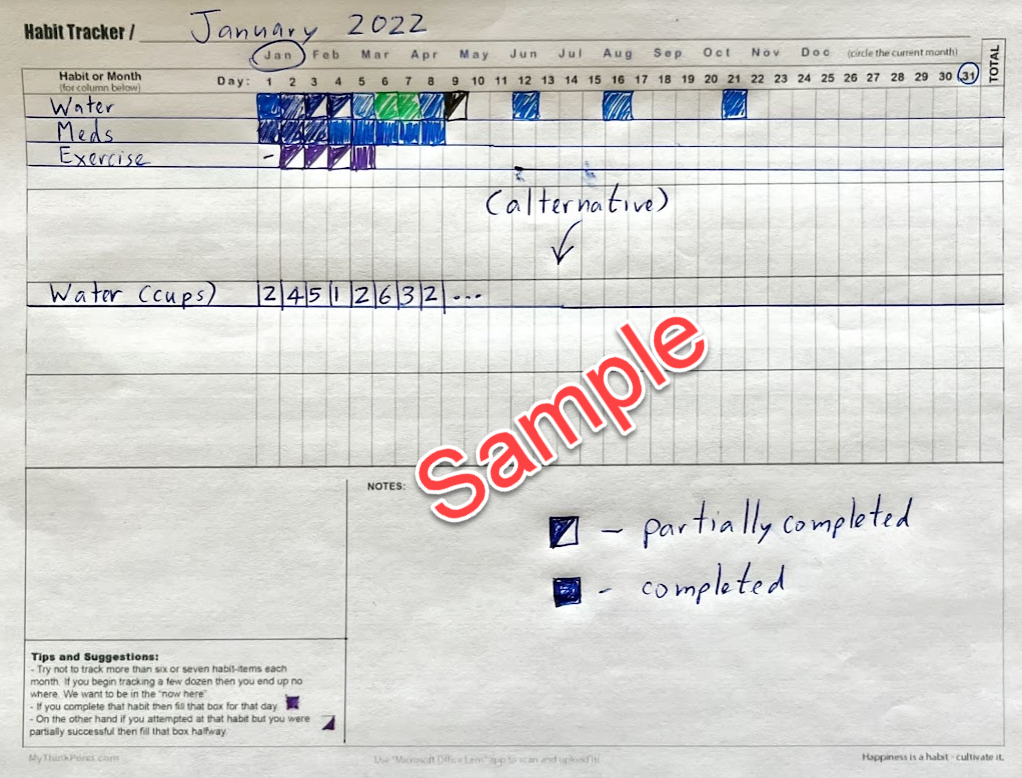 Habit Tracker / January 2022
Jan Feb Mar Apr May Jun Jul Aug Sep Oct Nov Dec (circle the current month) TOTAL
Habit or Month
(for column below) Day: 1 2 3 4 5 6 7 8 9 10 11 12 13 14 15 16 17 18 19 20 21 22 23 24 25 26 27 28 29 30 31
Water
Meds
Exercise -
(alternative)
Water (cups) 2 4 5 1 2 6 3 2 ...
Sample
NOTES:
- partially completed
- completed
Tips and Suggestions:
- Try not to track more than six or seven habit-items each
month. If you begin tracking a few dozen then you end up no
where. We want to be in the "now here"
- If you complete that habit then fill that box for that day.
- On the other hand if you attempted at that habit but you were
partially successful then fill that box halfway.
MyThinkPond.com Use "Microsoft Office Lens" app to scan and upload it! Happiness is a habit - cultivate it.